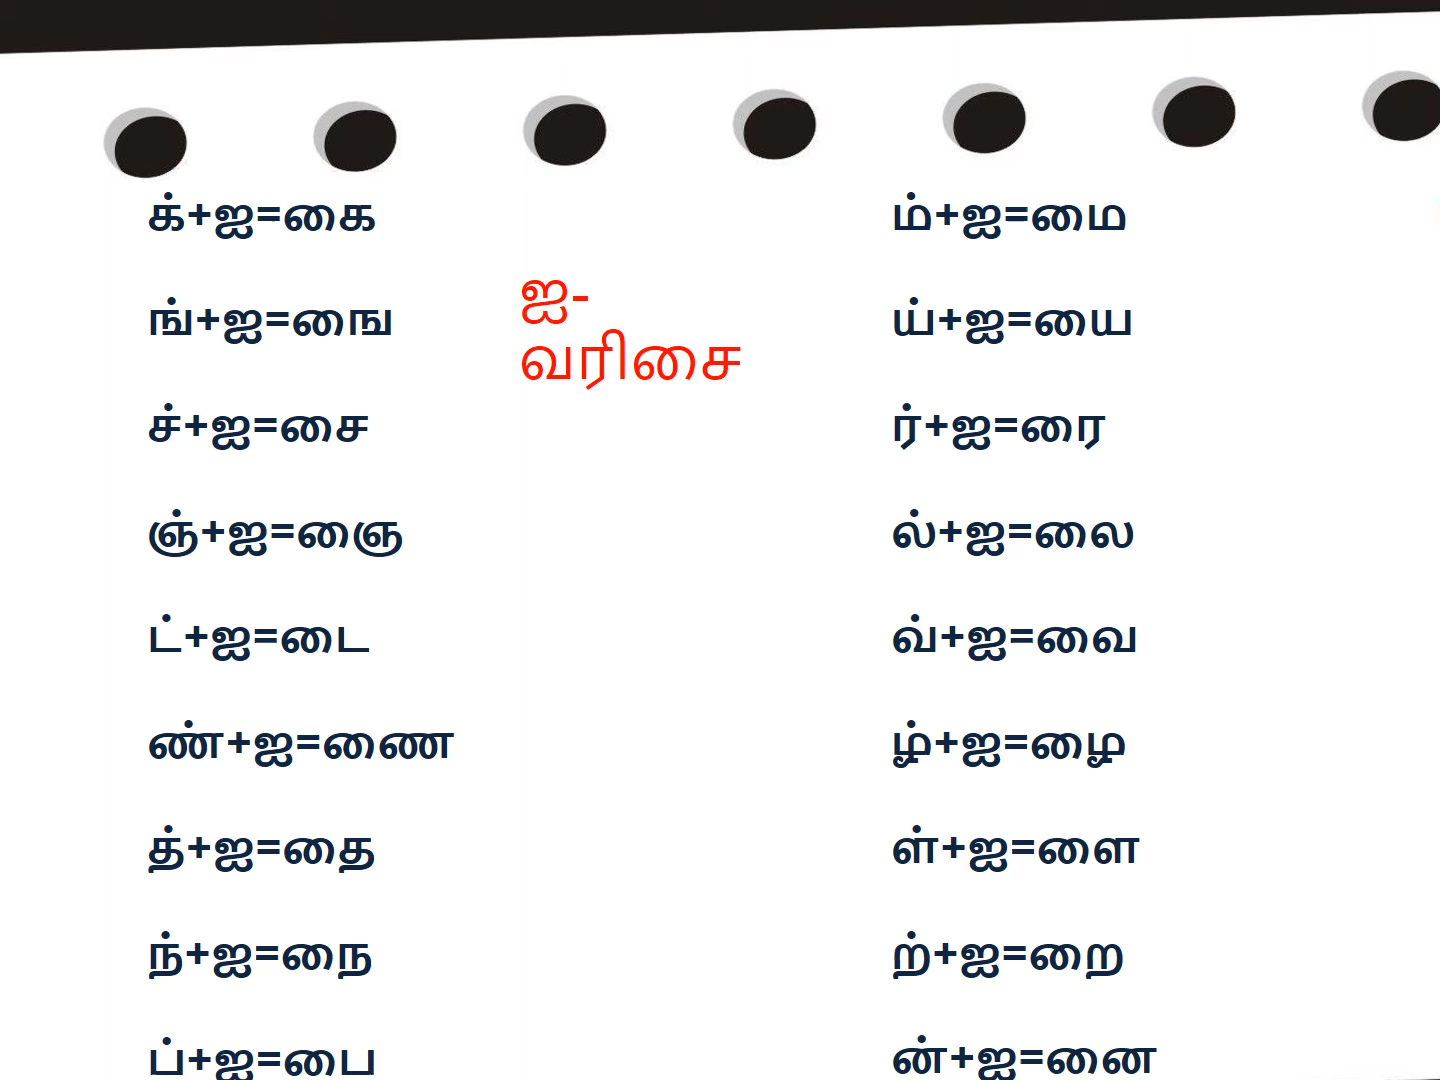 க்+ஐ=கை
ங்+ஐ=ஙை
ச்+ஐ=சை
ஞ்+ஐ=ஞை
ட்+ஐ=டை
ண்+ஐ=ணை
த்+ஐ=தை
ந்+ஐ=நை
ப்+ஐ=பை
ஐ-
வரிசை
ம்+ஐ=மை
ய்+ஐ=யை
ர்+ஐ=ரை
ல்+ஐ=லை
வ்+ஐ=வை
ழ்+ஐ=ழை
ள்+ஐ=ளை
ற்+ஐ=றை
ன்+ஐ=னை